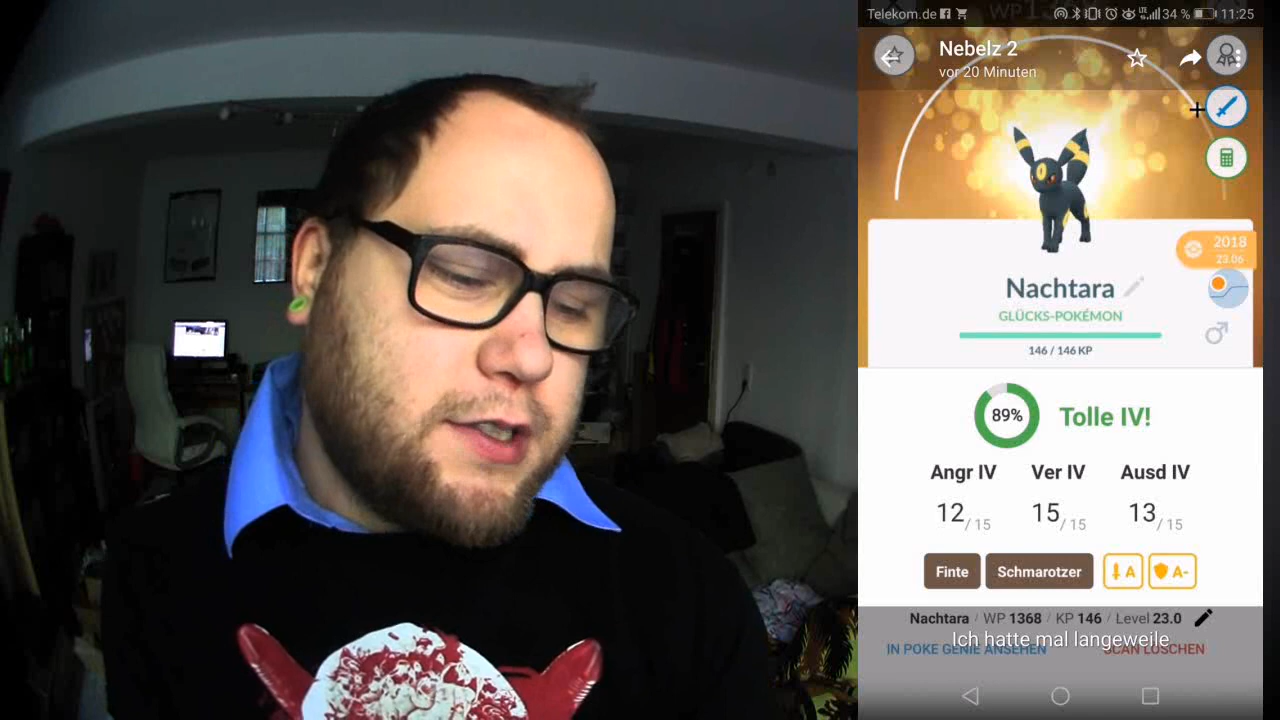 Telekom.de
34 %
11:25
Nebelz 2
vor 20 Minuten
2018
23.06
Nachtara
GLÜCKS-POKÉMON
146 / 146 KP
89%
Tolle IV!
Angr IV
Ver IV
Ausd IV
12 / 15
15 / 15
13 / 15
Finte
Schmarotzer
A
A-
Nachtara / WP 1368 / KP 146 / Level 23.0
Ich hatte mal langeweile
IN POKE GENIE ANSEHEN
SCAN LÖSCHEN